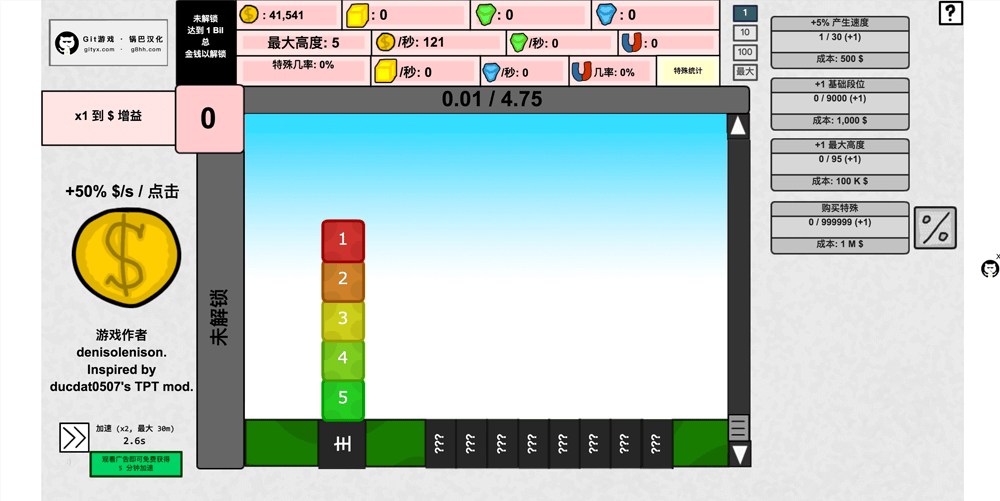 Git游戏 · 锅巴汉化
gityx.com · g8hh.com
未解锁
达到 1 Bil
总
金钱以解锁
: 41,541
: 0
: 0
: 0
最大高度: 5
/秒: 121
/秒: 0
: 0
特殊几率: 0%
/秒: 0
/秒: 0
几率: 0%
特殊统计
1
10
100
最大
+5% 产生速度
1 / 30 (+1)
成本: 500 $
+1 基础段位
0 / 9000 (+1)
成本: 1,000 $
+1 最大高度
0 / 95 (+1)
成本: 100 K $
购买特殊
0 / 999999 (+1)
成本: 1 M $
%
?
x
x1 到 $ 增益
0
0.01 / 4.75
+50% $/s / 点击
$
游戏作者
denisolenison.
Inspired by
ducdat0507's TPT mod.
加速 (x2, 最大 30m)
2.6s
观看广告即可免费获得
5 分钟加速
未解锁
1
2
3
4
5
???
???
???
???
???
???
???
???